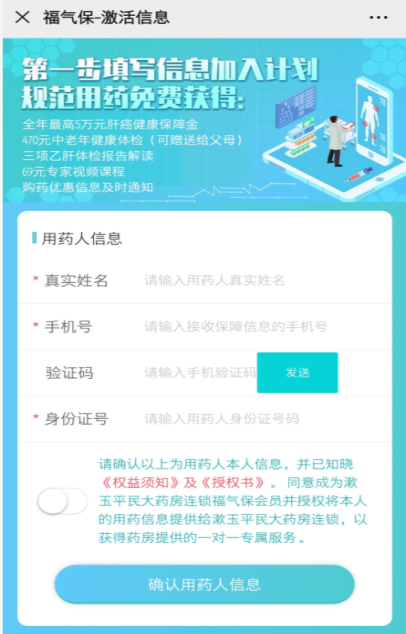 福气保-激活信息
第一步填写信息加入计划
规范用药免费获得:
全年最高5万元肝癌健康保障金
470元中老年健康体检（可赠送给父母）
三项乙肝体检报告解读
69元专家视频课程
购药优惠信息及时通知
用药人信息
* 真实姓名 请输入用药人真实姓名
* 手机号 请输入接收保障信息的手机号
验证码 请输入手机验证码 发送
* 身份证号 请输入用药人身份证号码
请确认以上为用药人本人信息，并已知晓
《权益须知》及《授权书》。同意成为漱
玉平民大药房连锁福气保会员并授权将本人
的用药信息提供给漱玉平民大药房连锁，以
获得药房提供的一对一专属服务。
确认用药人信息